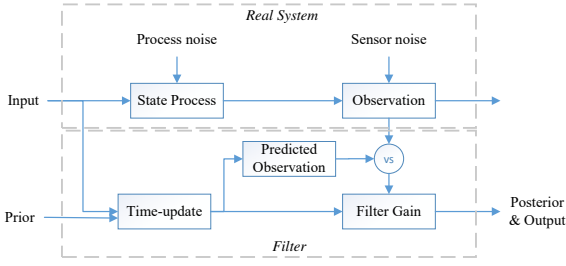 Real System
Process noise
Sensor noise
Input
State Process
Observation
Predicted
Observation
vs
Prior
Time-update
Filter Gain
Posterior
& Output
Filter